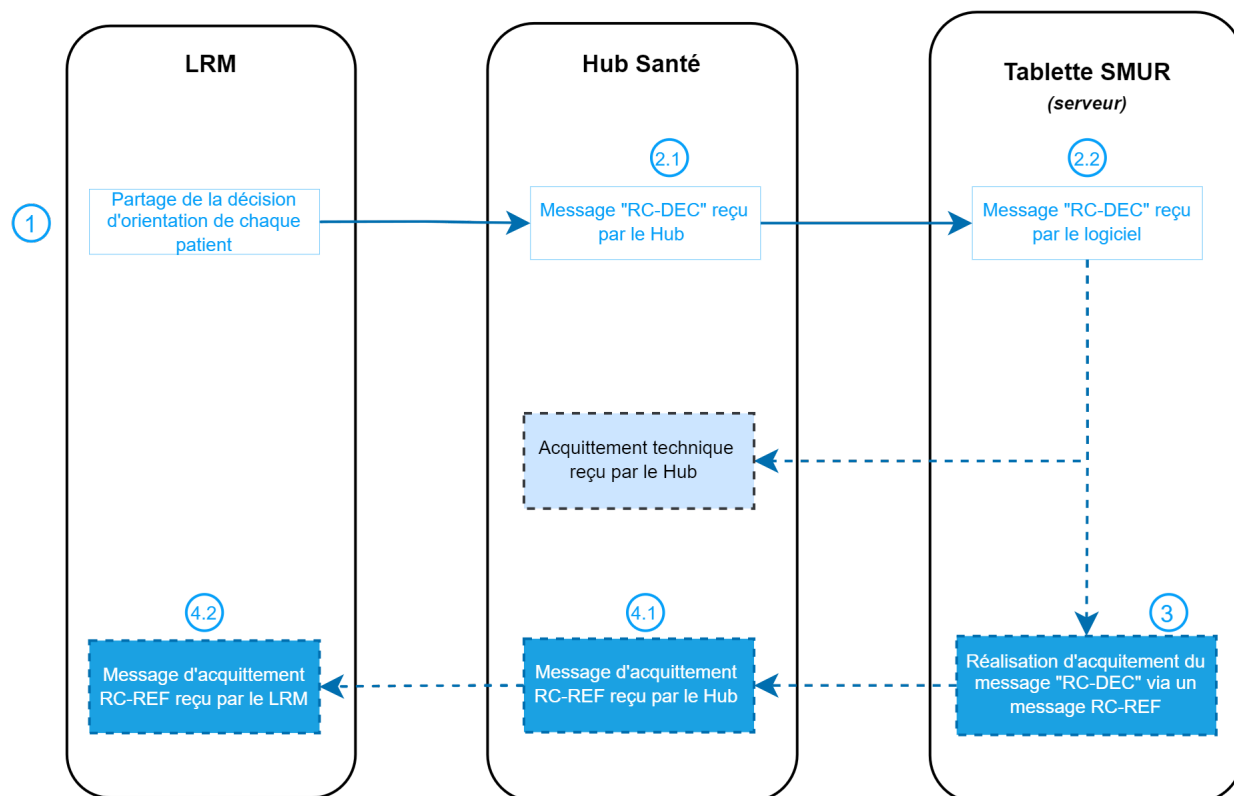 LRM
Hub Santé
Tablette SMUR
(serveur)
2.1
2.2
1
Partage de la décision
d'orientation de chaque
patient
Message "RC-DEC" reçu
par le Hub
Message "RC-DEC" reçu
par le logiciel
Acquittement technique
reçu par le Hub
4.2
4.1
3
Message d'acquittement
RC-REF reçu par le LRM
Message d'acquittement
RC-REF reçu par le Hub
Réalisation d'acquitement du
message "RC-DEC" via un
message RC-REF